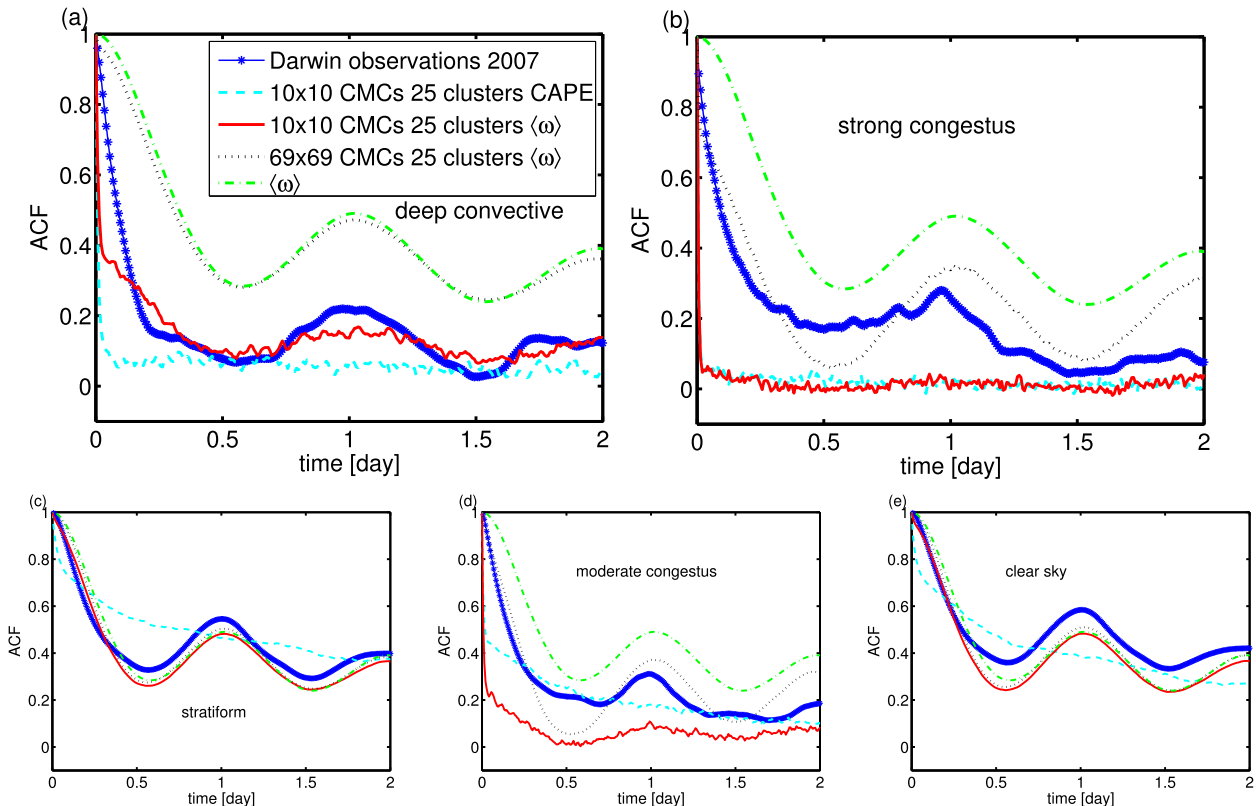 (a)
1
0.8
0.6
0.4
0.2
0
ACF
Darwin observations 2007
10x10 CMCs 25 clusters CAPE
10x10 CMCs 25 clusters ⟨ω⟩
69x69 CMCs 25 clusters ⟨ω⟩
⟨ω⟩
deep convective
0 0.5 1 1.5 2
time [day]
(b)
1
0.8
0.6
0.4
0.2
0
ACF
strong congestus
0 0.5 1 1.5 2
time [day]
(c)
1
0.8
0.6
0.4
0.2
0
ACF
stratiform
0 0.5 1 1.5 2
time [day]
(d)
1
0.8
0.6
0.4
0.2
0
ACF
moderate congestus
0 0.5 1 1.5 2
time [day]
(e)
1
0.8
0.6
0.4
0.2
0
ACF
clear sky
0 0.5 1 1.5 2
time [day]